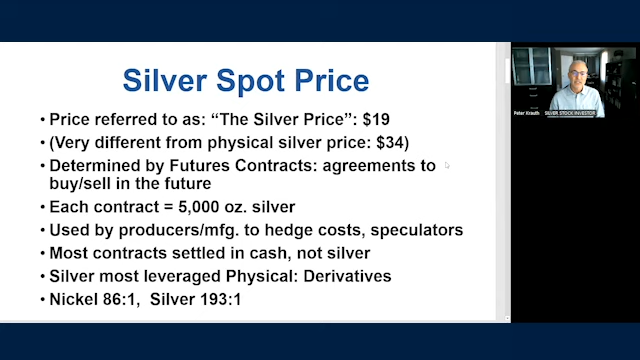 Silver Spot Price
• Price referred to as: “The Silver Price”: $19
• (Very different from physical silver price: $34)
• Determined by Futures Contracts: agreements to
buy/sell in the future
• Each contract = 5,000 oz. silver
• Used by producers/mfg. to hedge costs, speculators
• Most contracts settled in cash, not silver
• Silver most leveraged Physical: Derivatives
• Nickel 86:1, Silver 193:1
Peter Krauth SILVER STOCK INVESTOR